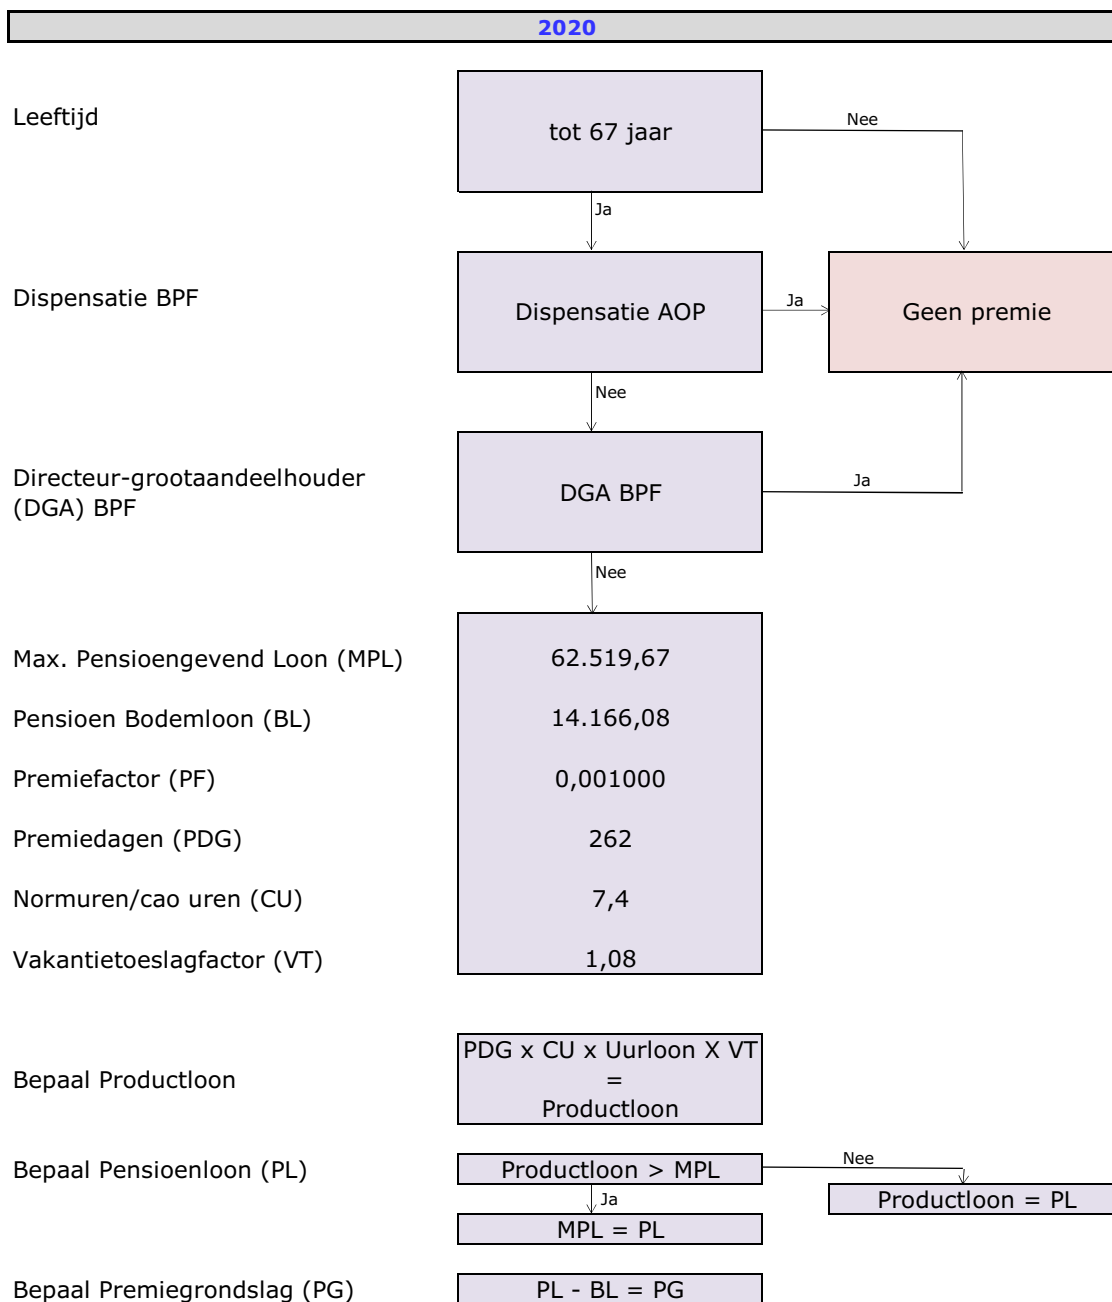 2020
Leeftijd
tot 67 jaar
Nee
Ja
Dispensatie BPF
Dispensatie AOP
Ja
Geen premie
Nee
Directeur-grootaandeelhouder
(DGA) BPF
DGA BPF
Ja
Nee
Max. Pensioengevend Loon (MPL)
62.519,67
Pensioen Bodemloon (BL)
14.166,08
Premiefactor (PF)
0,001000
Premiedagen (PDG)
262
Normuren/cao uren (CU)
7,4
Vakantietoeslagfactor (VT)
1,08
Bepaal Productloon
PDG x CU x Uurloon X VT
=
Productloon
Bepaal Pensioenloon (PL)
Productloon > MPL
Nee
Ja
Productloon = PL
MPL = PL
Bepaal Premiegrondslag (PG)
PL - BL = PG